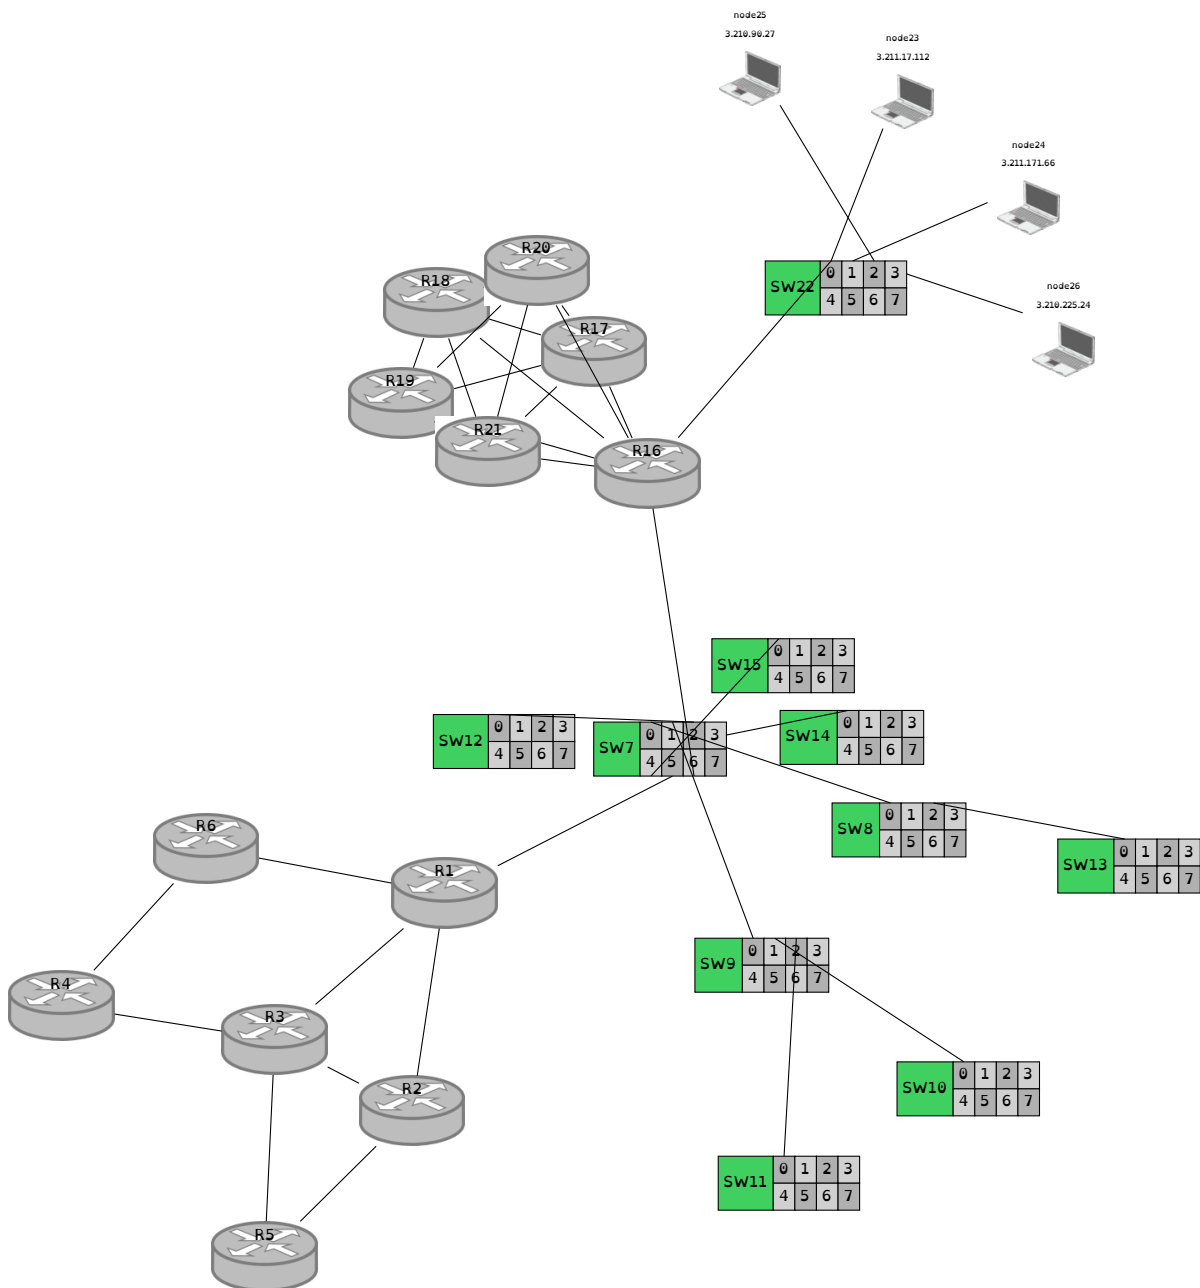 node25
3.210.90.27
node23
3.211.17.112
node24
3.211.171.66
R20
R18
SW22
0 1 2 3
4 5 6 7
node26
3.210.225.24
R17
R19
R21
R16
SW15
0 1 2 3
4 5 6 7
SW12
0 1 2 3
4 5 6 7
SW7
0 1 2 3
4 5 6 7
SW14
0 1 2 3
4 5 6 7
SW8
0 1 2 3
4 5 6 7
SW13
0 1 2 3
4 5 6 7
R6
R1
SW9
0 1 2 3
4 5 6 7
R4
R3
R2
SW10
0 1 2 3
4 5 6 7
SW11
0 1 2 3
4 5 6 7
R5